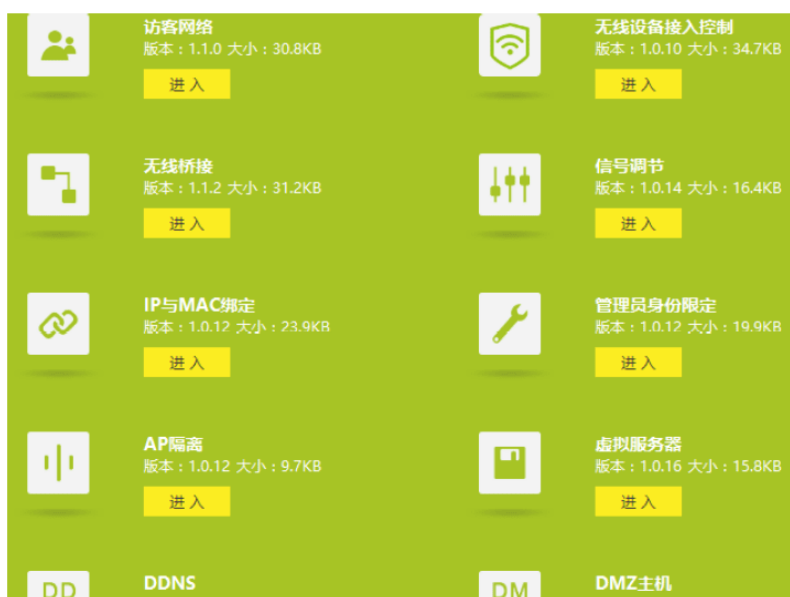 访客网络
版本：1.1.0 大小：30.8KB
进 入
无线设备接入控制
版本：1.0.10 大小：34.7KB
进 入
无线桥接
版本：1.1.2 大小：31.2KB
进 入
信号调节
版本：1.0.14 大小：16.4KB
进 入
IP与MAC绑定
版本：1.0.12 大小：23.9KB
进 入
管理员身份限定
版本：1.0.12 大小：19.9KB
进 入
AP隔离
版本：1.0.12 大小：9.7KB
进 入
虚拟服务器
版本：1.0.16 大小：15.8KB
进 入
DD
DDNS
DM
DMZ主机